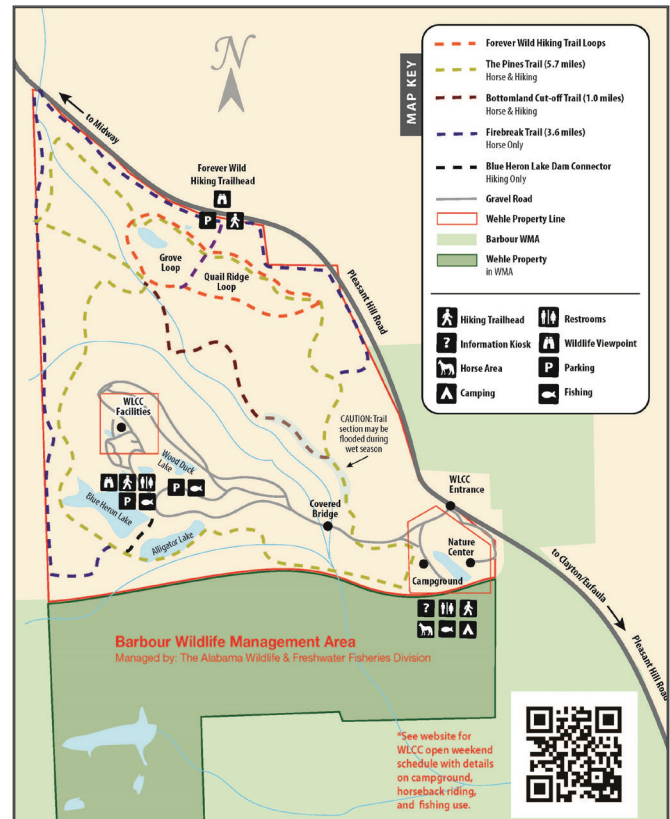 N
to Midway
Forever Wild
Hiking Trailhead
P
Grove
Loop
Quail Ridge
Loop
Pleasant Hill Road
MAP KEY
Forever Wild Hiking Trail Loops
The Pines Trail (5.7 miles)
Horse & Hiking
Bottomland Cut-off Trail (1.0 miles)
Horse & Hiking
Firebreak Trail (3.6 miles)
Horse Only
Blue Heron Lake Dam Connector
Hiking Only
Gravel Road
Wehle Property Line
Barbour WMA
Wehle Property
in WMA
Hiking Trailhead
Restrooms
? Information Kiosk
Wildlife Viewpoint
Horse Area
P Parking
Camping
Fishing
WLCC
Facilities
Wood Duck
Lake
P
P
Blue Heron Lake
Alligator Lake
CAUTION: Trail
section may be
flooded during
wet season
Covered
Bridge
WLCC
Entrance
Nature
Center
Campground
?
to Clayton/Eufaula
Pleasant Hill Road
Barbour Wildlife Management Area
Managed by: The Alabama Wildlife & Freshwater Fisheries Division
*See website for
WLCC open weekend
schedule with details
on campground,
horseback riding,
and fishing use.